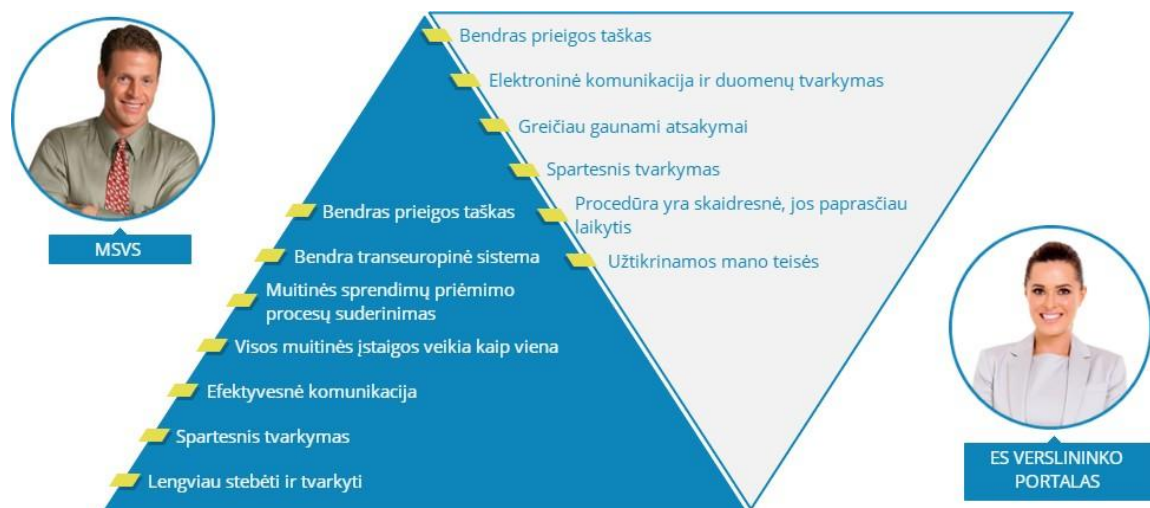 MSVS
Bendras prieigos taškas
Bendra transeuropinė sistema
Muitinės sprendimų priėmimo
procesų suderinimas
Visos muitinės įstaigos veikia kaip viena
Efektyvesnė komunikacija
Spartesnis tvarkymas
Lengviau stebėti ir tvarkyti
Bendras prieigos taškas
Elektroninė komunikacija ir duomenų tvarkymas
Greičiau gaunami atsakymai
Spartesnis tvarkymas
Procedūra yra skaidresnė, jos paprasčiau
laikytis
Užtikrinamos mano teisės
ES VERSLININKO
PORTALAS